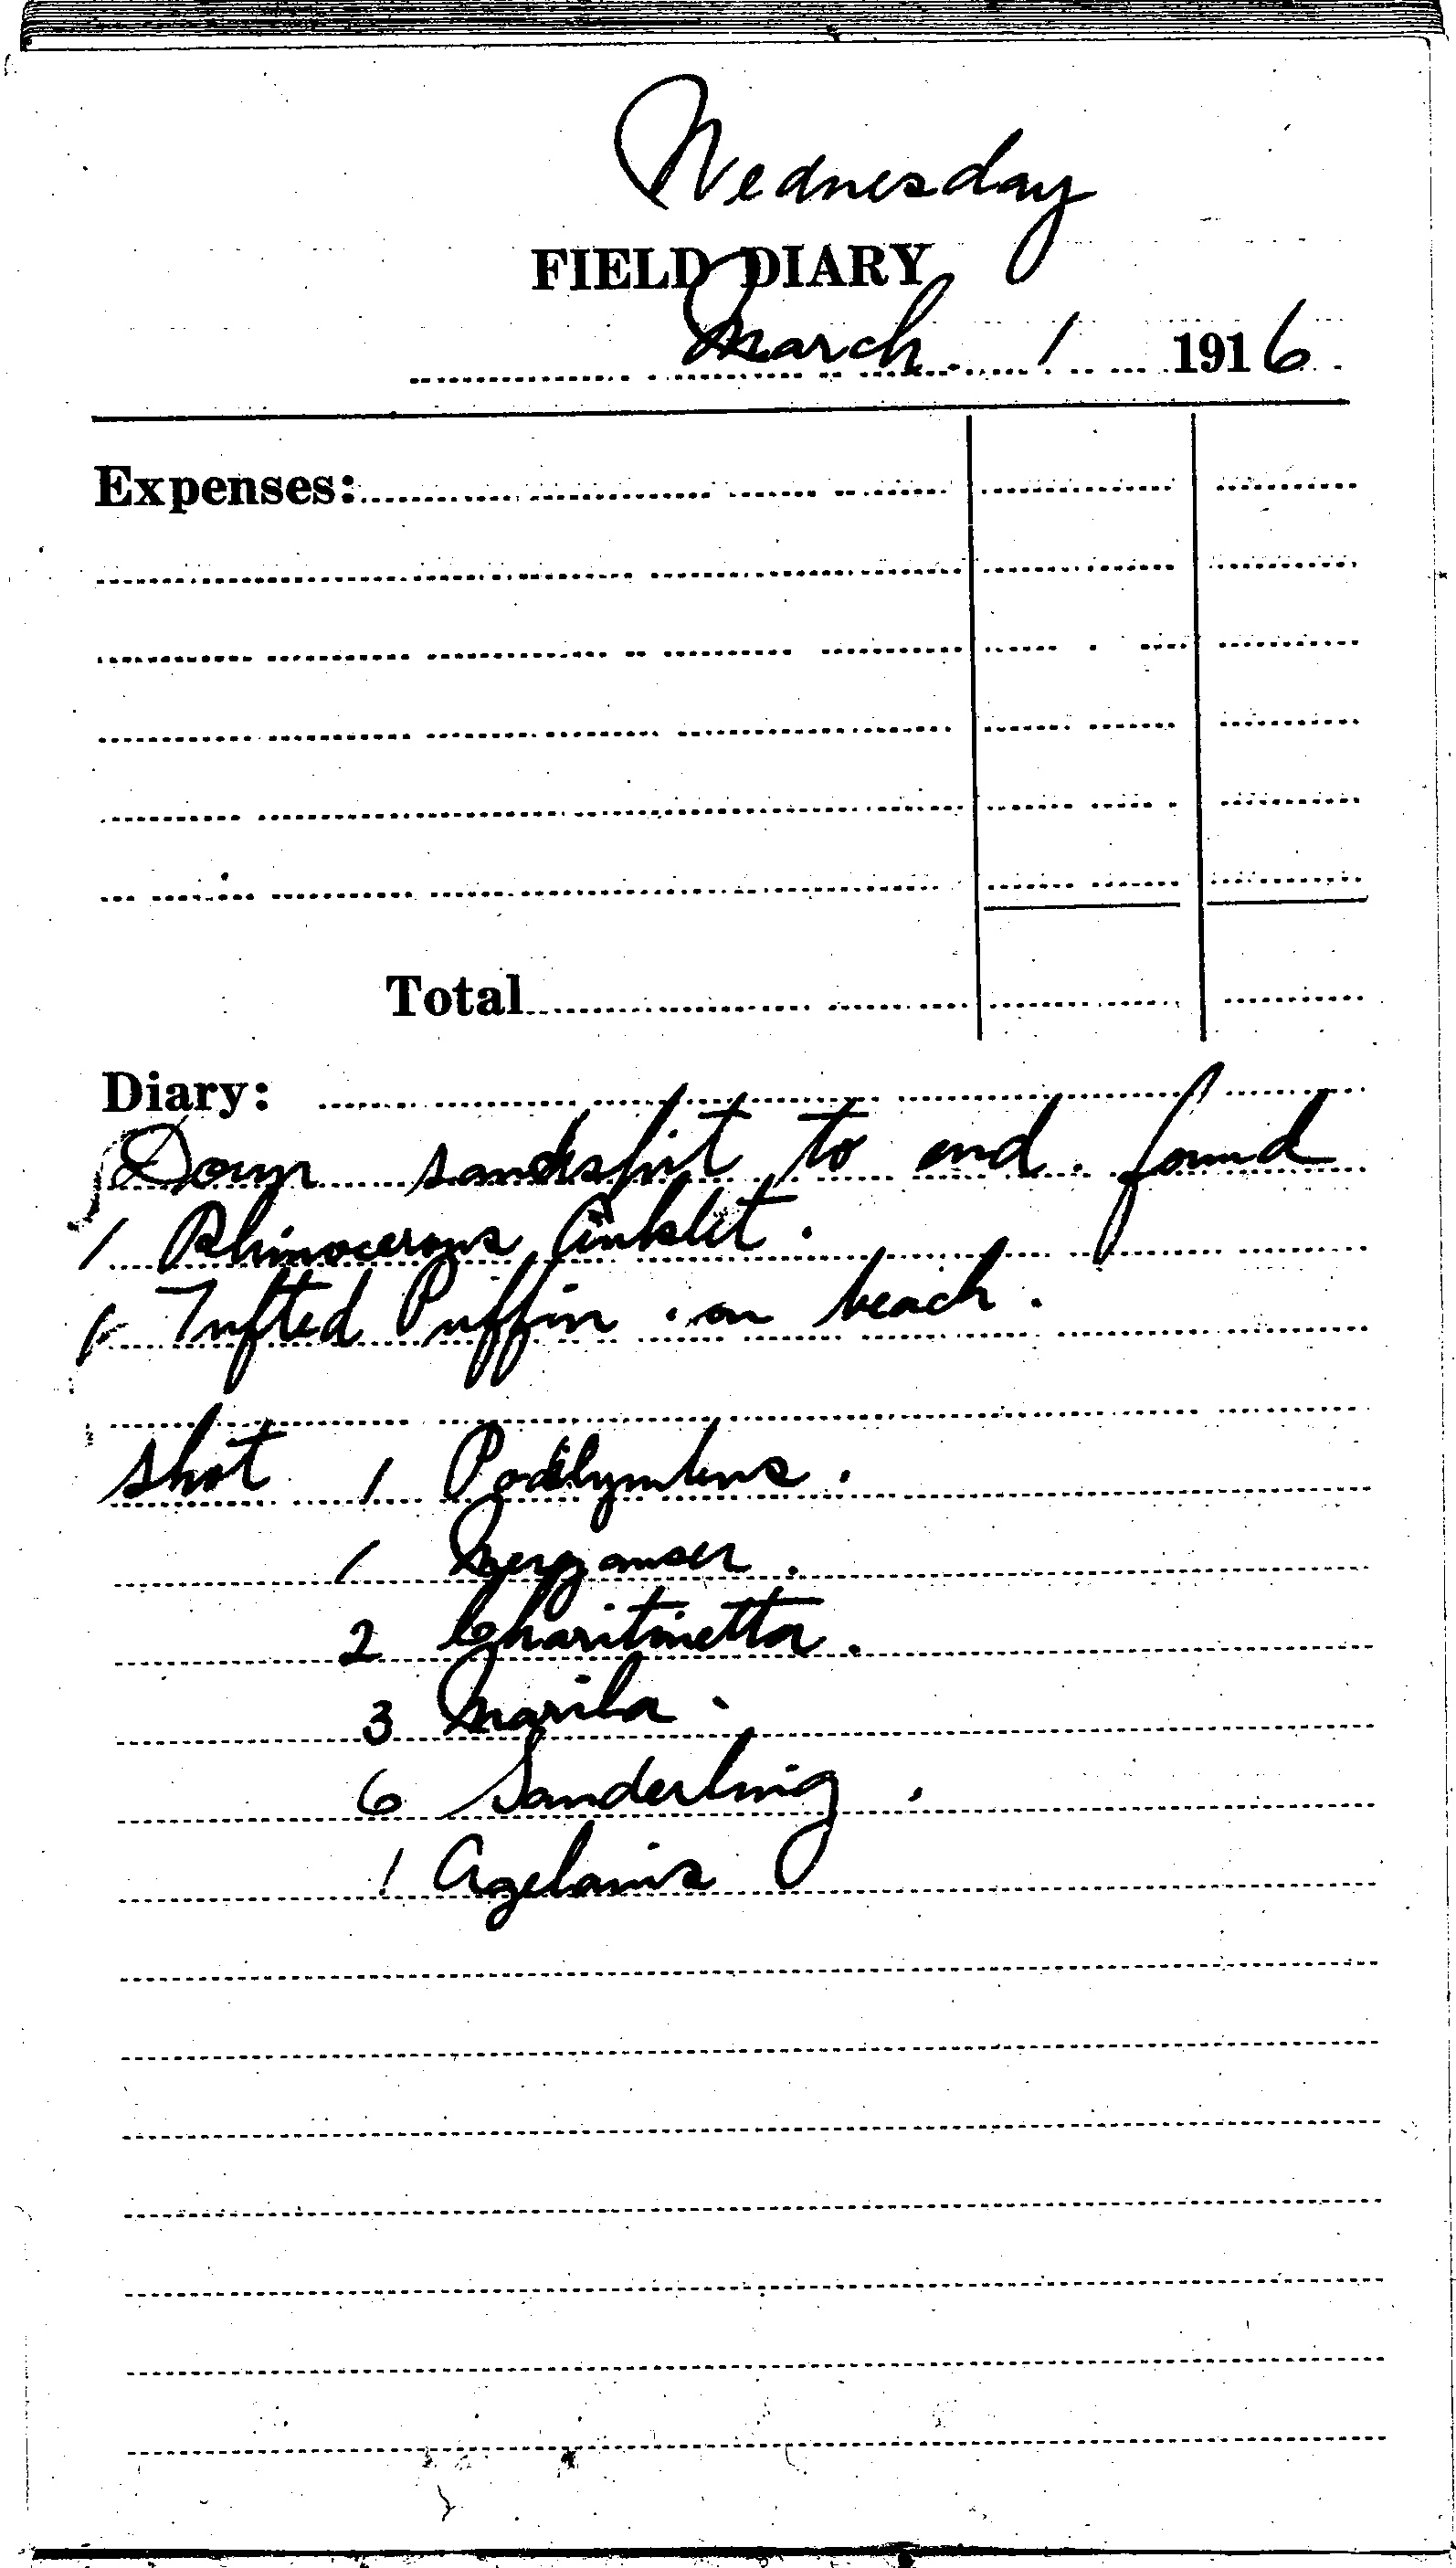 Wednesday
FIELD DIARY
March 1 1916
Expenses:
Total
Diary:
Down sandspit to end. found
1 Rhinocerous Auklet.
1 Tufted Puffin . on beach.
shot 1 Podilymbus.
1 Merganser.
2 Charitonetta.
3 Marila.
6 Sanderling.
1 Agelaius